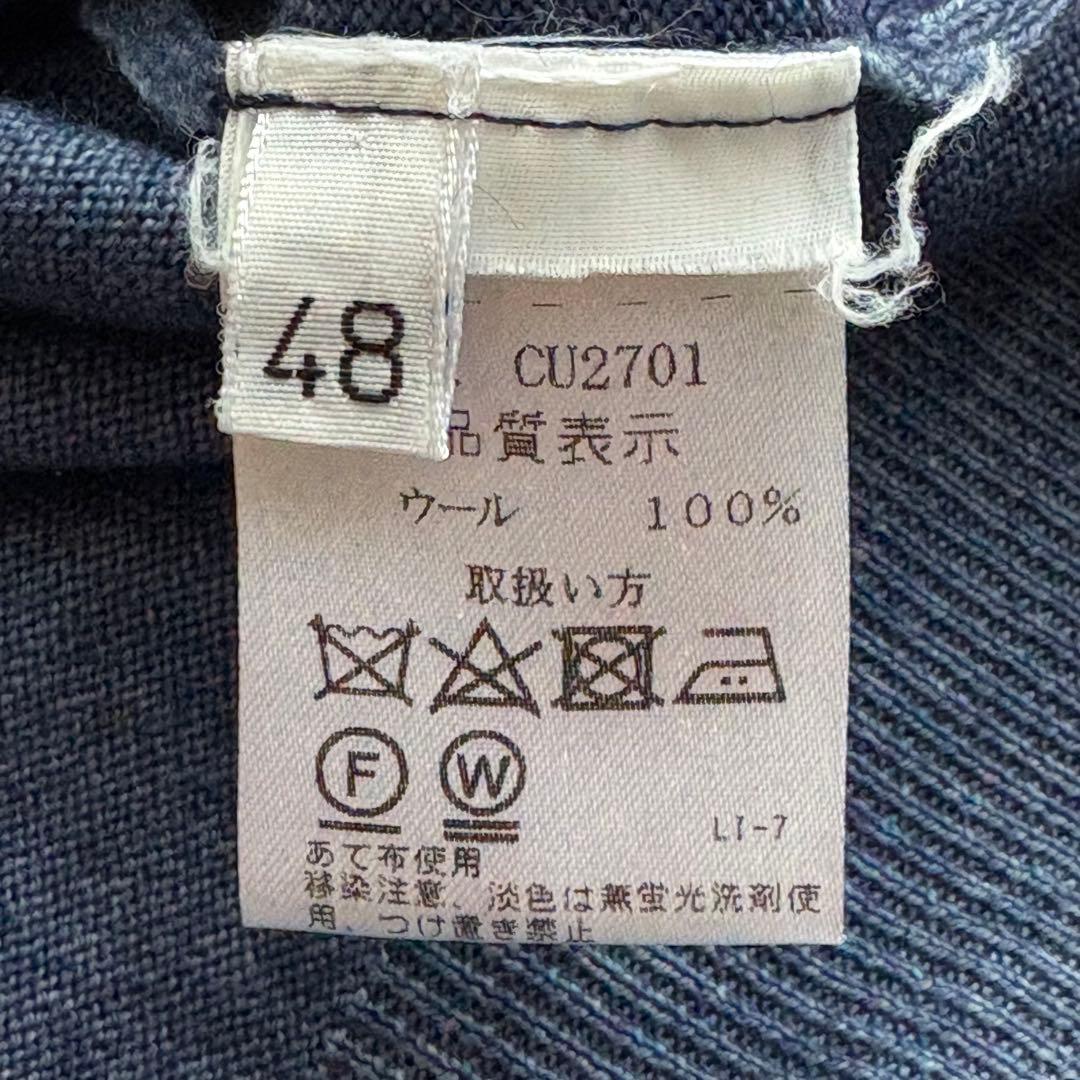 48
CU2701
品質表示
ウール 100%
取扱い方
F W
LI-7
あて布使用
移染注意、淡色は無蛍光洗剤使
用、つけ置き禁止